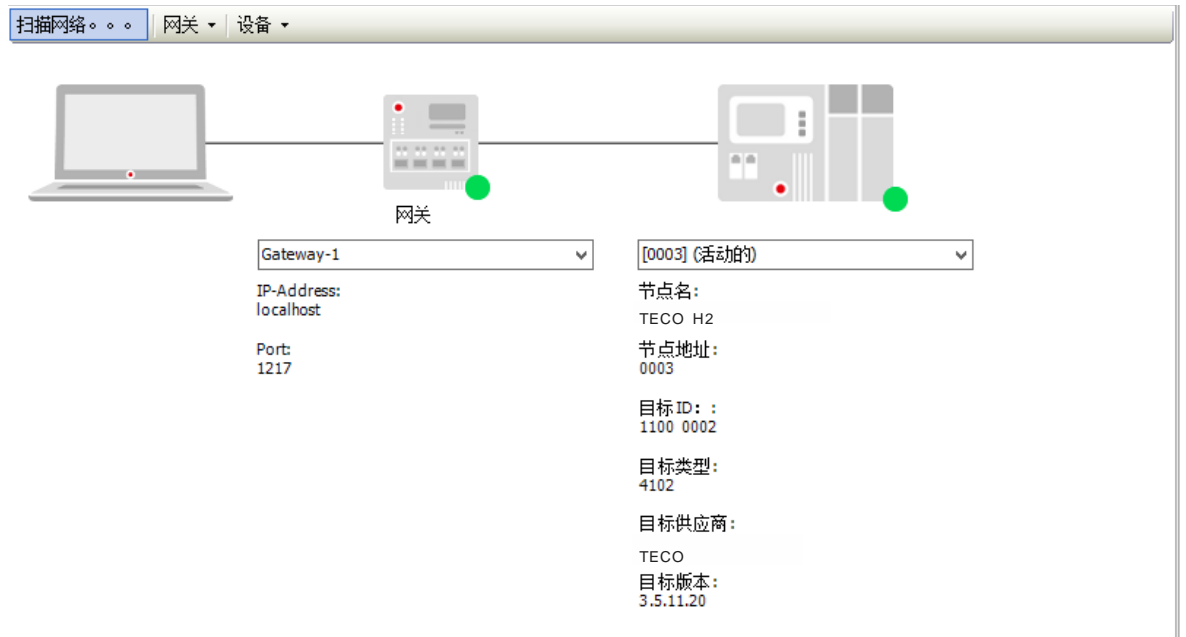 扫描网络。。。 网关 设备
网关
Gateway-1
[0003] (活动的)
IP-Address:
localhost
Port:
1217
节点名:
TECO H2
节点地址:
0003
目标ID: :
1100 0002
目标类型:
4102
目标供应商:
TECO
目标版本:
3.5.11.20